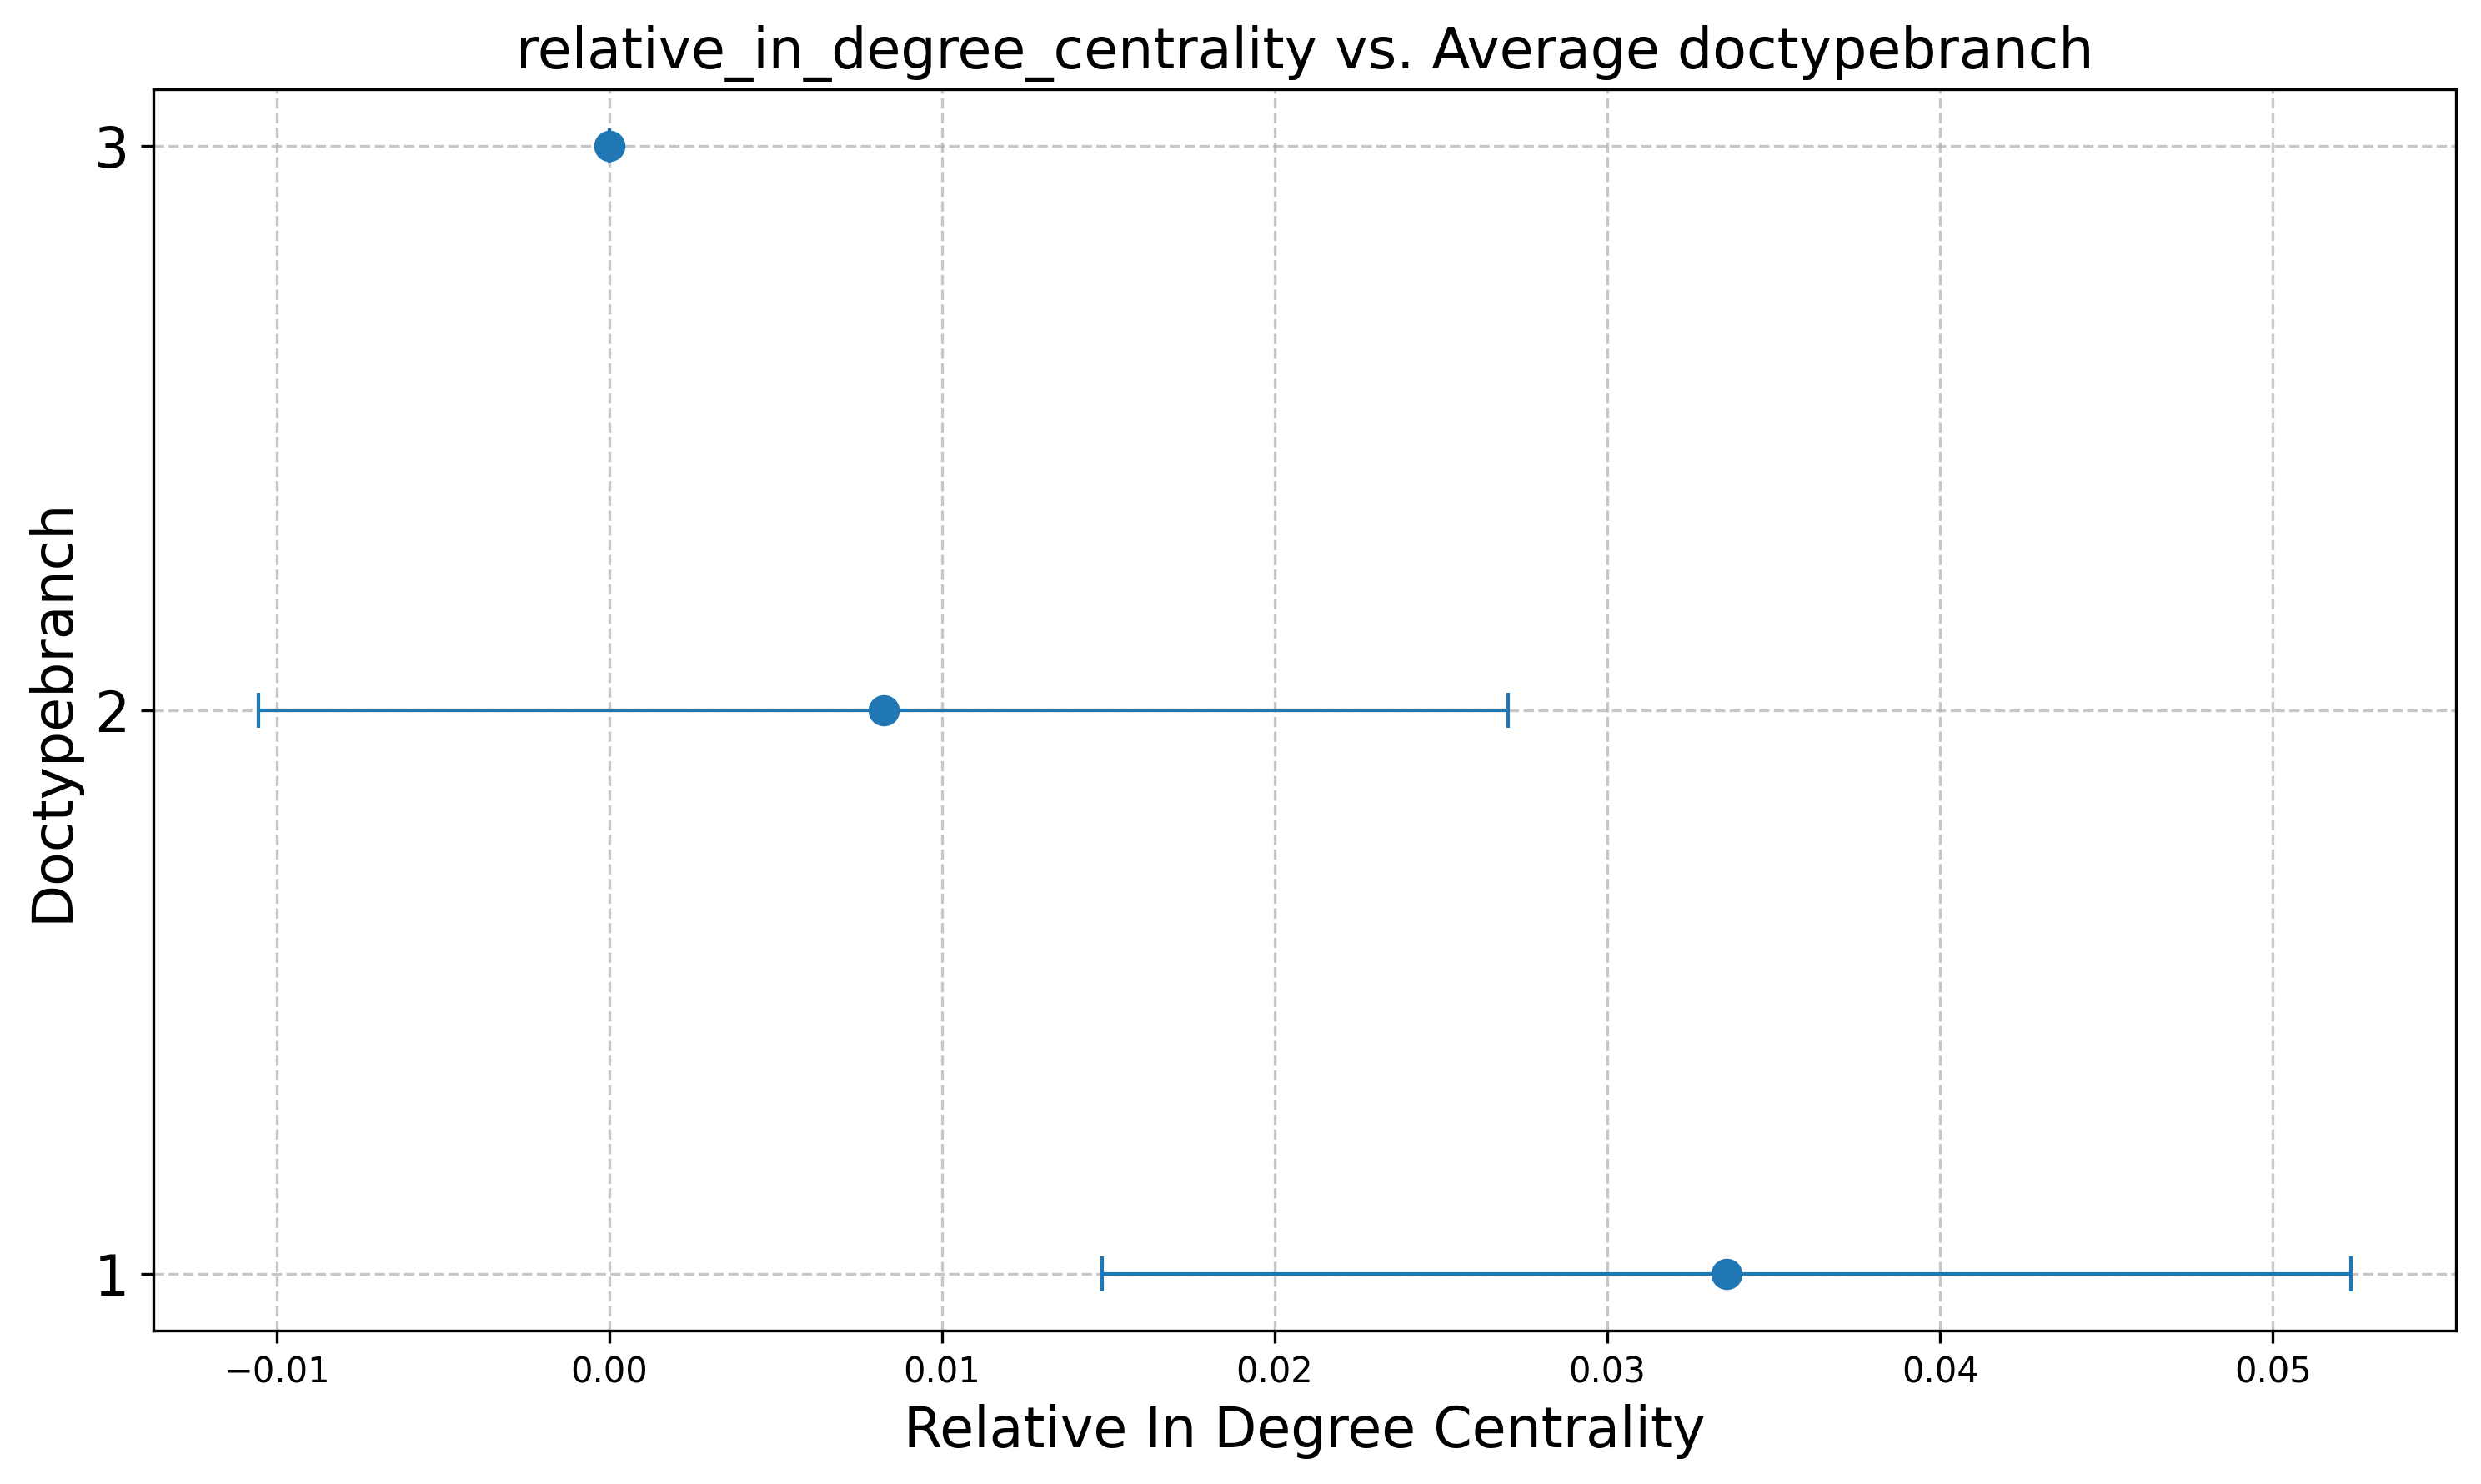 relative_in_degree_centrality vs. Average doctypebranch
3
2
1
Doctypebranch
−0.01 0.00 0.01 0.02 0.03 0.04 0.05
Relative In Degree Centrality